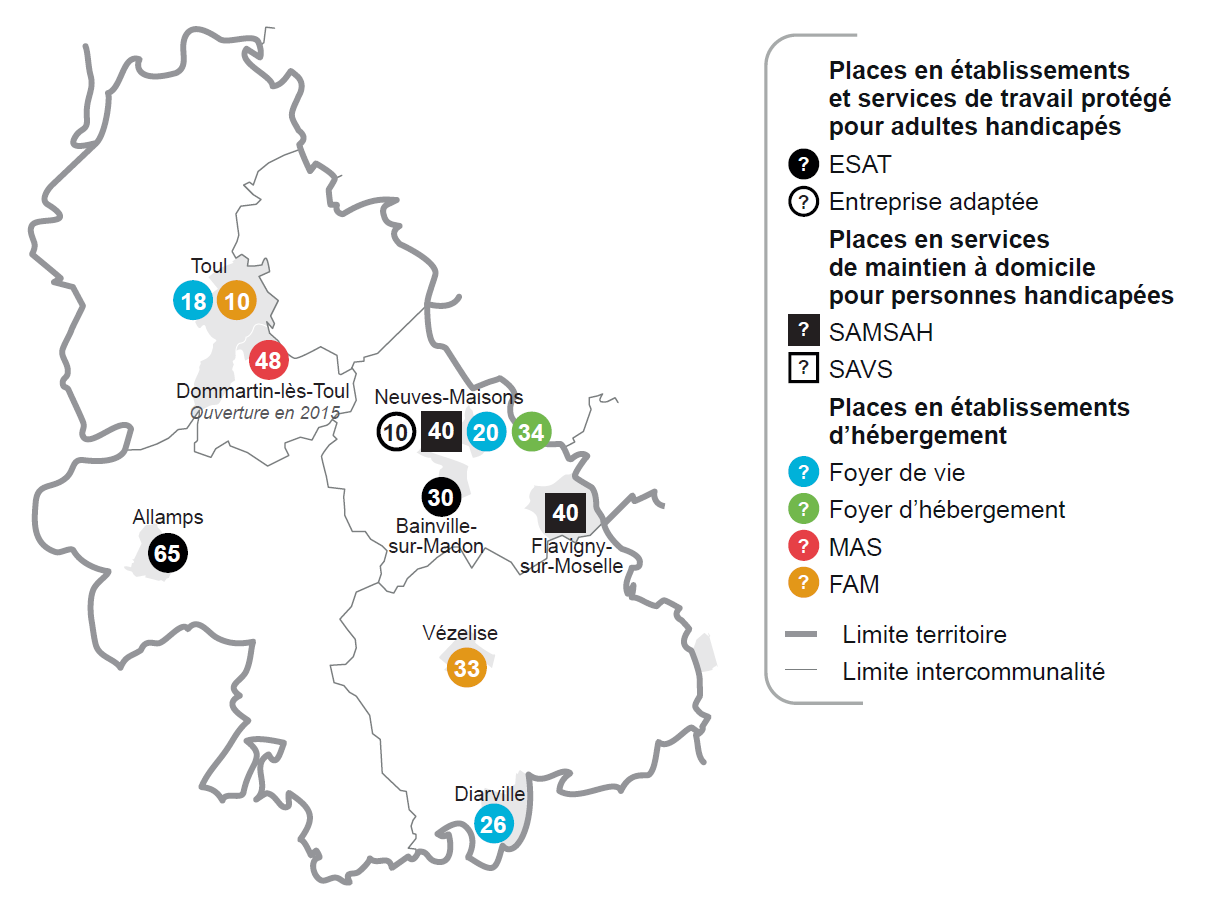 Toul
18 10
48
Dommartin-lès-Toul
Ouverture en 2015
Neuves-Maisons
10 40 20 34
30
Bainville-
sur-Madon
40
Flavigny-
sur-Moselle
Allamps
65
Vézelise
33
Diarville
26
Places en établissements
et services de travail protégé
pour adultes handicapés
? ESAT
? Entreprise adaptée
Places en services
de maintien à domicile
pour personnes handicapées
? SAMSAH
? SAVS
Places en établissements
d’hébergement
? Foyer de vie
? Foyer d’hébergement
? MAS
? FAM
Limite territoire
Limite intercommunalité